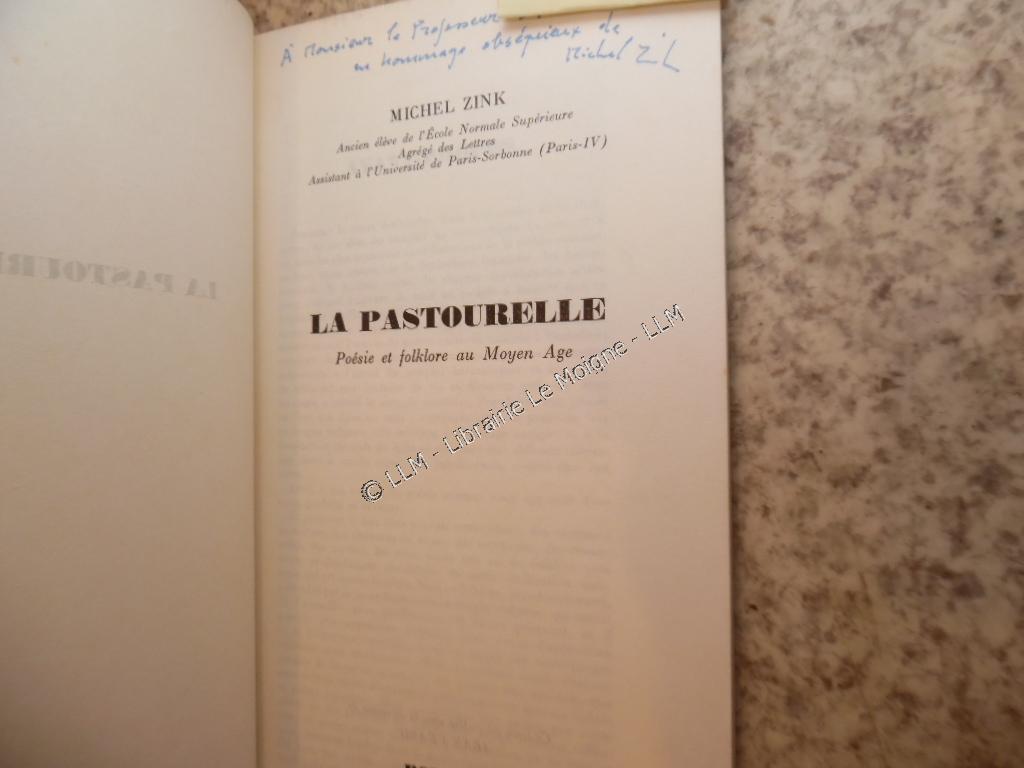 À Monsieur le Professeur
en hommage obséquieux de
Michel Zink
MICHEL ZINK
Ancien élève de l'École Normale Supérieure
Agrégé des Lettres
Assistant à l'Université de Paris-Sorbonne (Paris-IV)
LA PASTOURELLE
Poésie et folklore au Moyen Age
© LLM - Librairie Le Moigne - LLM